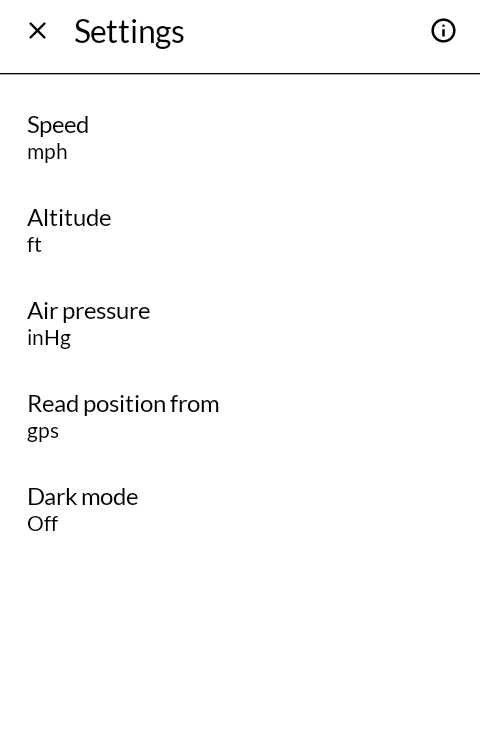 Settings
Speed
mph
Altitude
ft
Air pressure
inHg
Read position from
gps
Dark mode
Off